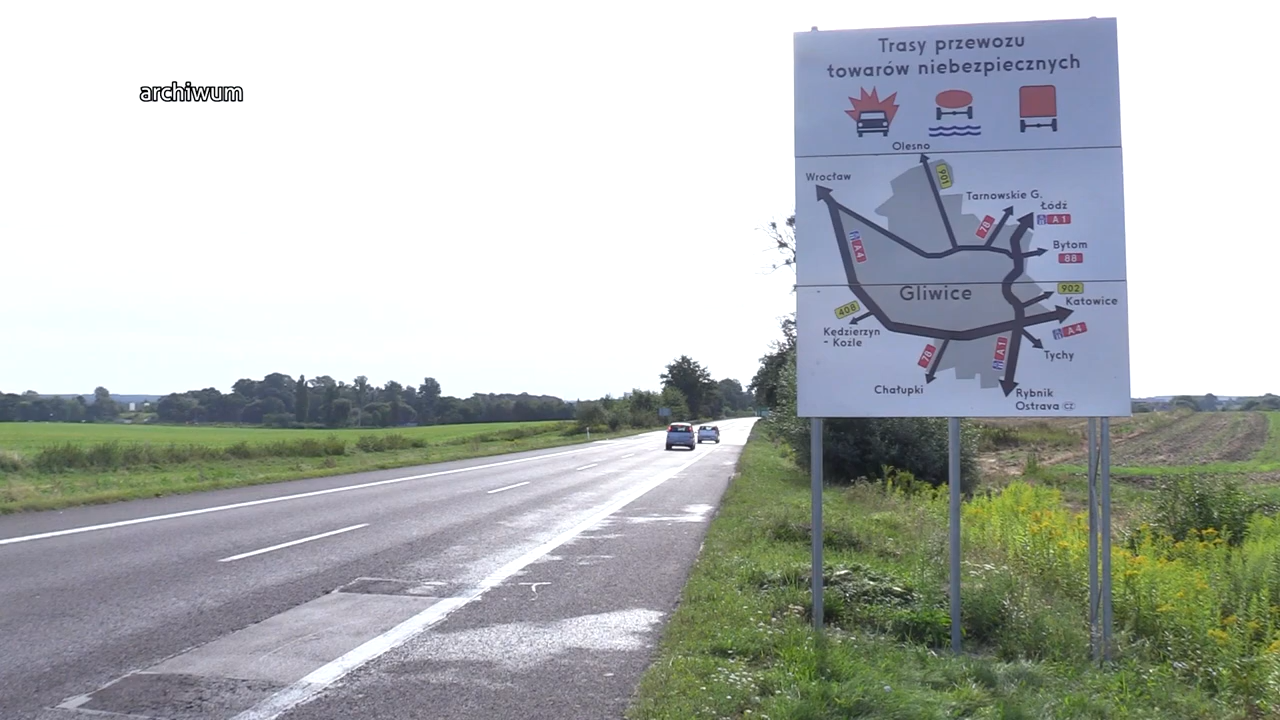 archiwum
Trasy przewozu
towarów niebezpiecznych
Olesno
901
Wrocław
Tarnowskie G.
Łódź
78
A1
A4
Bytom
88
Gliwice
902
Katowice
408
Kędzierzyn
- Koźle
A4
Tychy
78
A1
Chałupki
Rybnik
Ostrava CZ